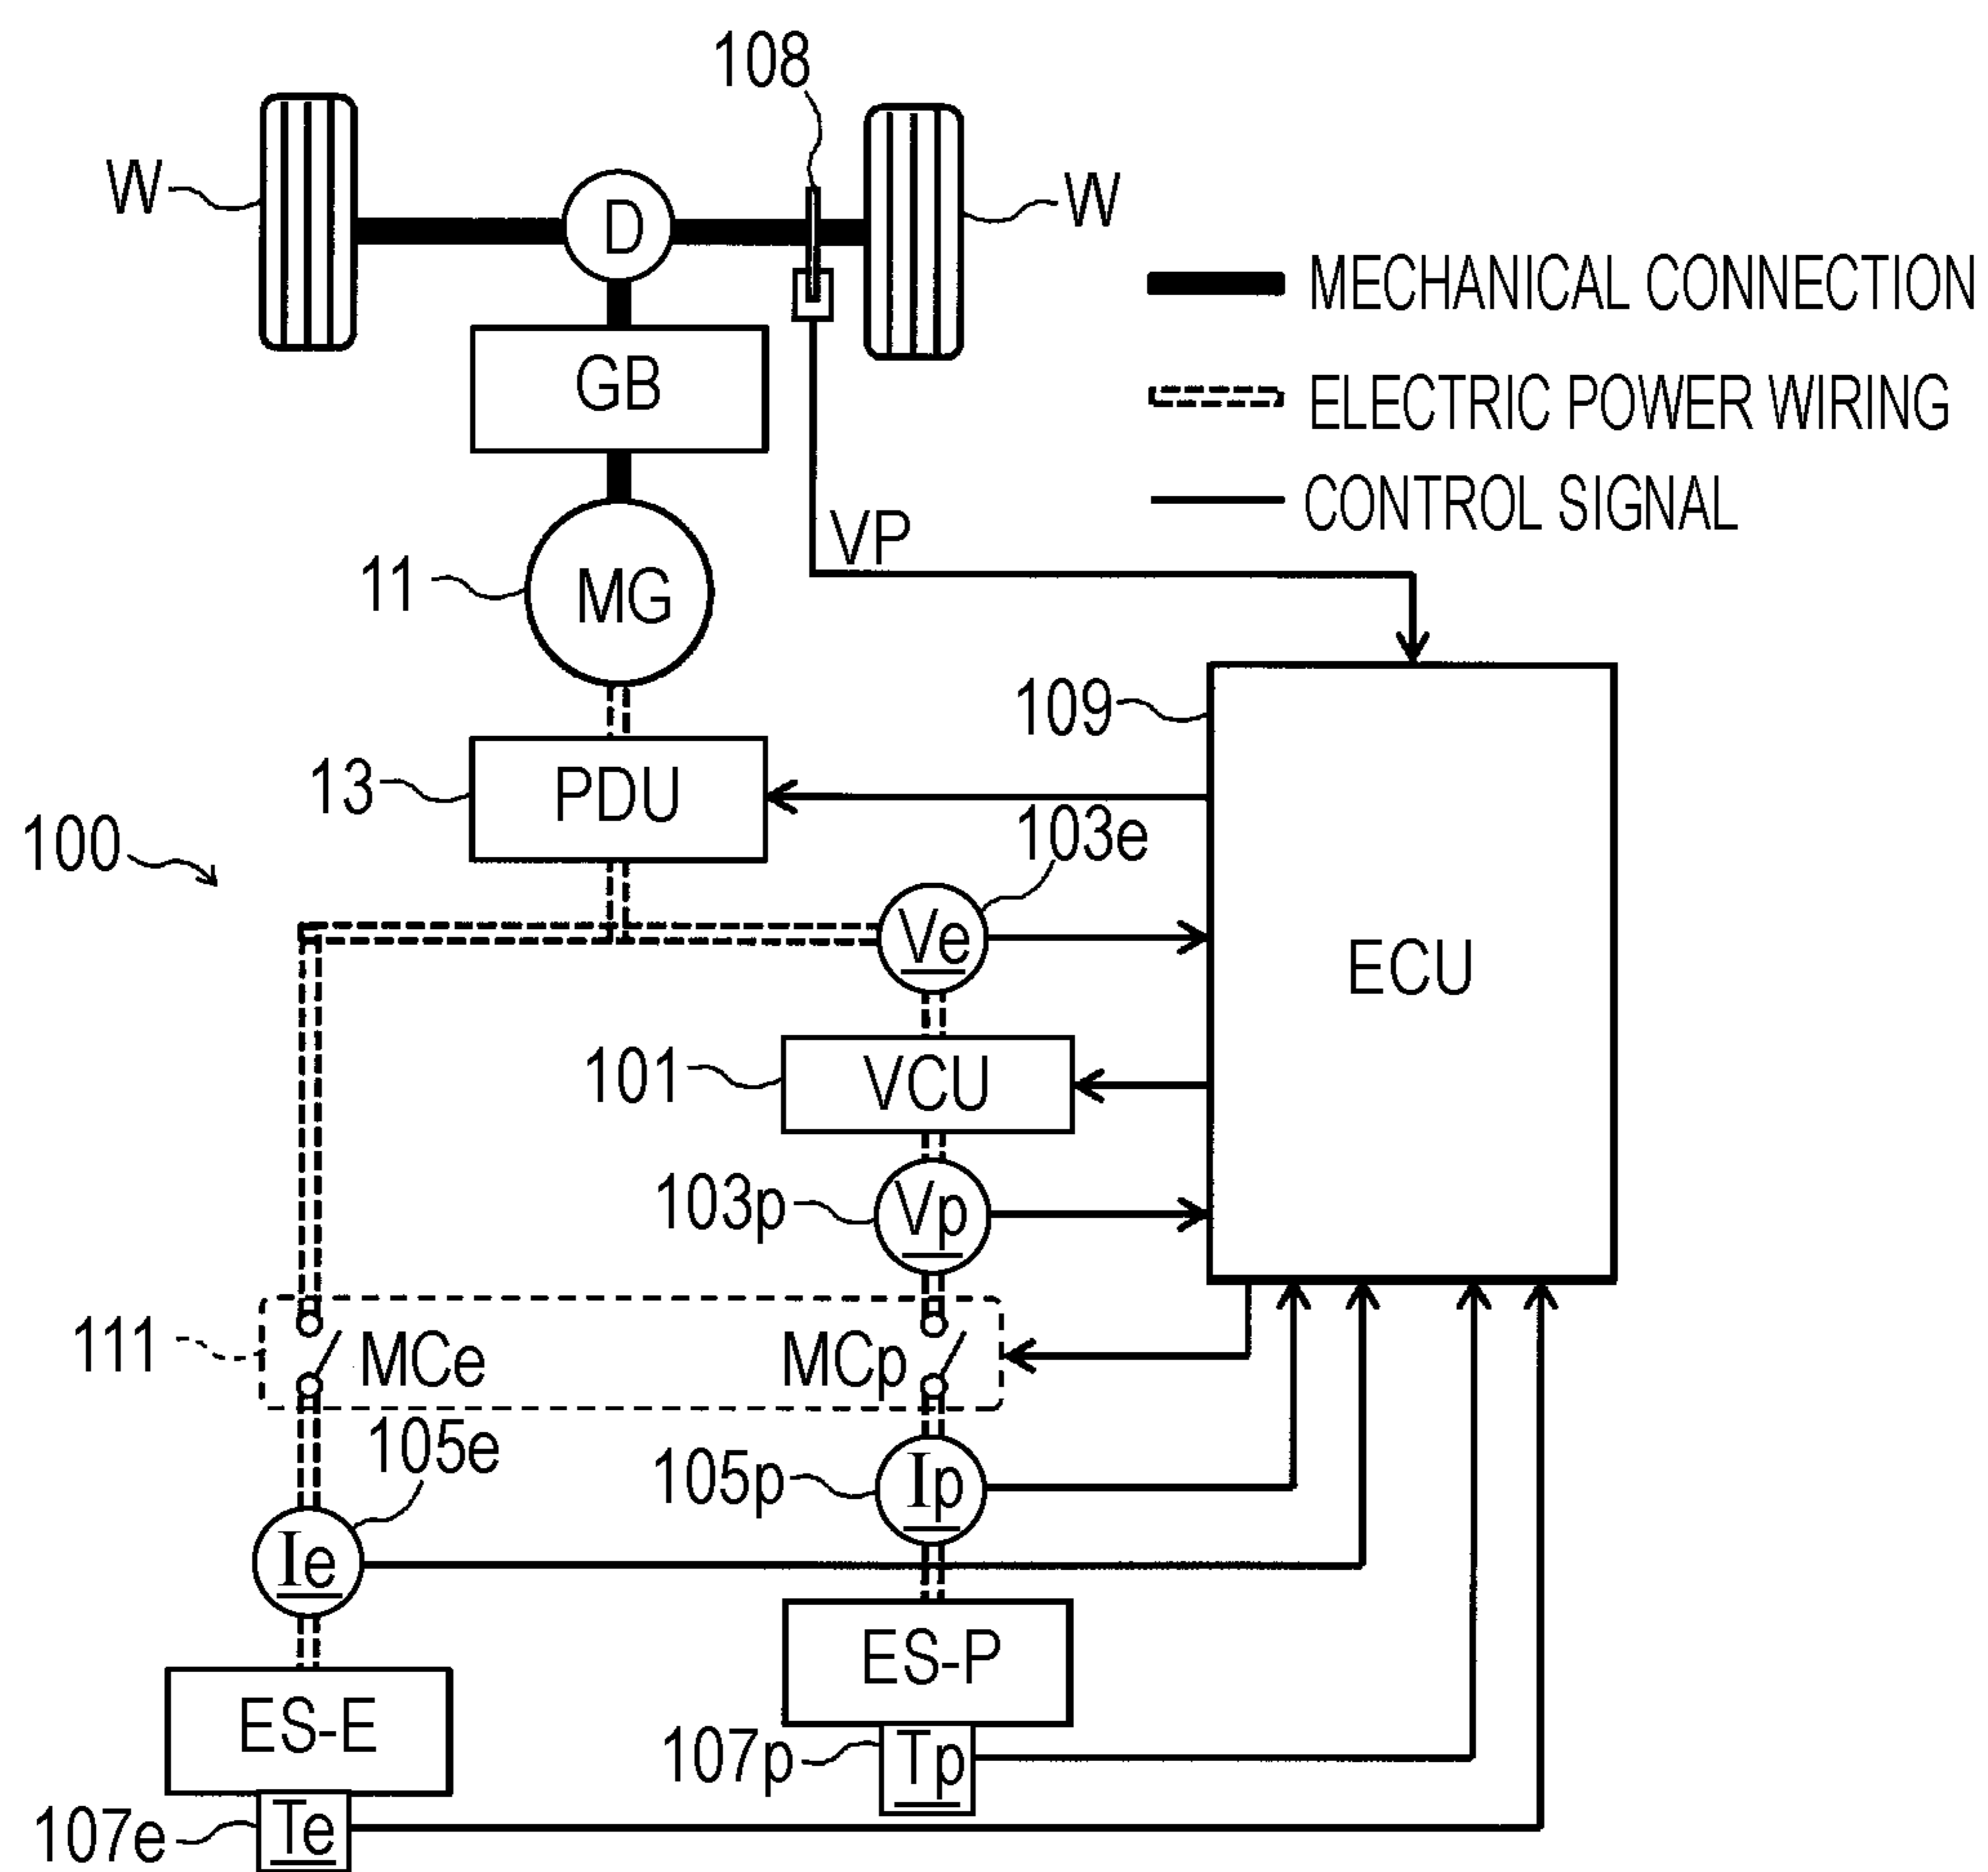 108
W
D
W
MECHANICAL CONNECTION
GB
ELECTRIC POWER WIRING
CONTROL SIGNAL
VP
11
MG
109
13
PDU
103e
100
Ve
ECU
101
VCU
103p
Vp
111
MCe
MCp
105e
105p
Ip
Ie
ES-P
ES-E
107p
Tp
107e
Te